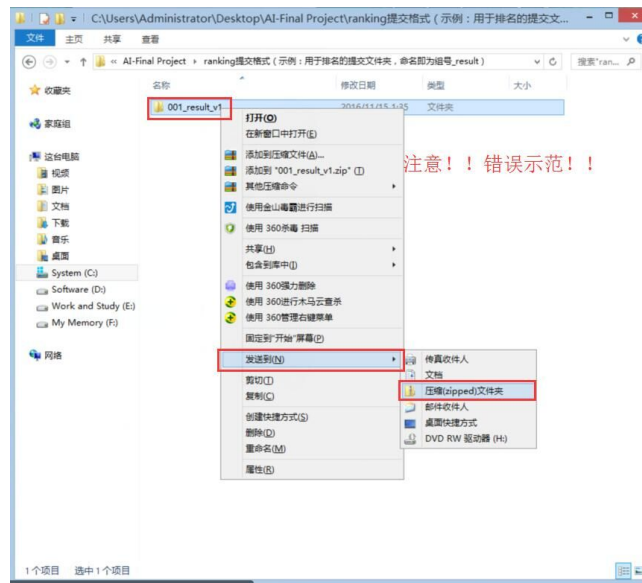 C:\Users\Administrator\Desktop\AI-Final Project\ranking提交格式（示例：用于排名的提交文...
文件 主页 共享 查看
« AI-Final Project ▸ ranking提交格式（示例：用于排名的提交文件夹，命名即为组号_result） 搜索"ran...
名称 修改日期 类型 大小
收藏夹
001_result_v1 2016/11/15 1:35 文件夹
家庭组
这台电脑
视频
图片
文档
下载
音乐
桌面
System (C:)
Software (D:)
Work and Study (E:)
My Memory (F:)
网络
打开(O)
在新窗口中打开(E)
添加到压缩文件(A)...
添加到 "001_result_v1.zip" (T)
其他压缩命令
使用金山毒霸进行扫描
使用 360杀毒 扫描
共享(H)
包含到库中(I)
使用 360强力删除
使用 360进行木马云查杀
使用 360管理右键菜单
固定到"开始"屏幕(P)
发送到(N)
剪切(T)
复制(C)
创建快捷方式(S)
删除(D)
重命名(M)
属性(R)
注意！！错误示范！！
传真收件人
文档
压缩(zipped)文件夹
邮件收件人
桌面快捷方式
DVD RW 驱动器 (H:)
1个项目 选中1个项目